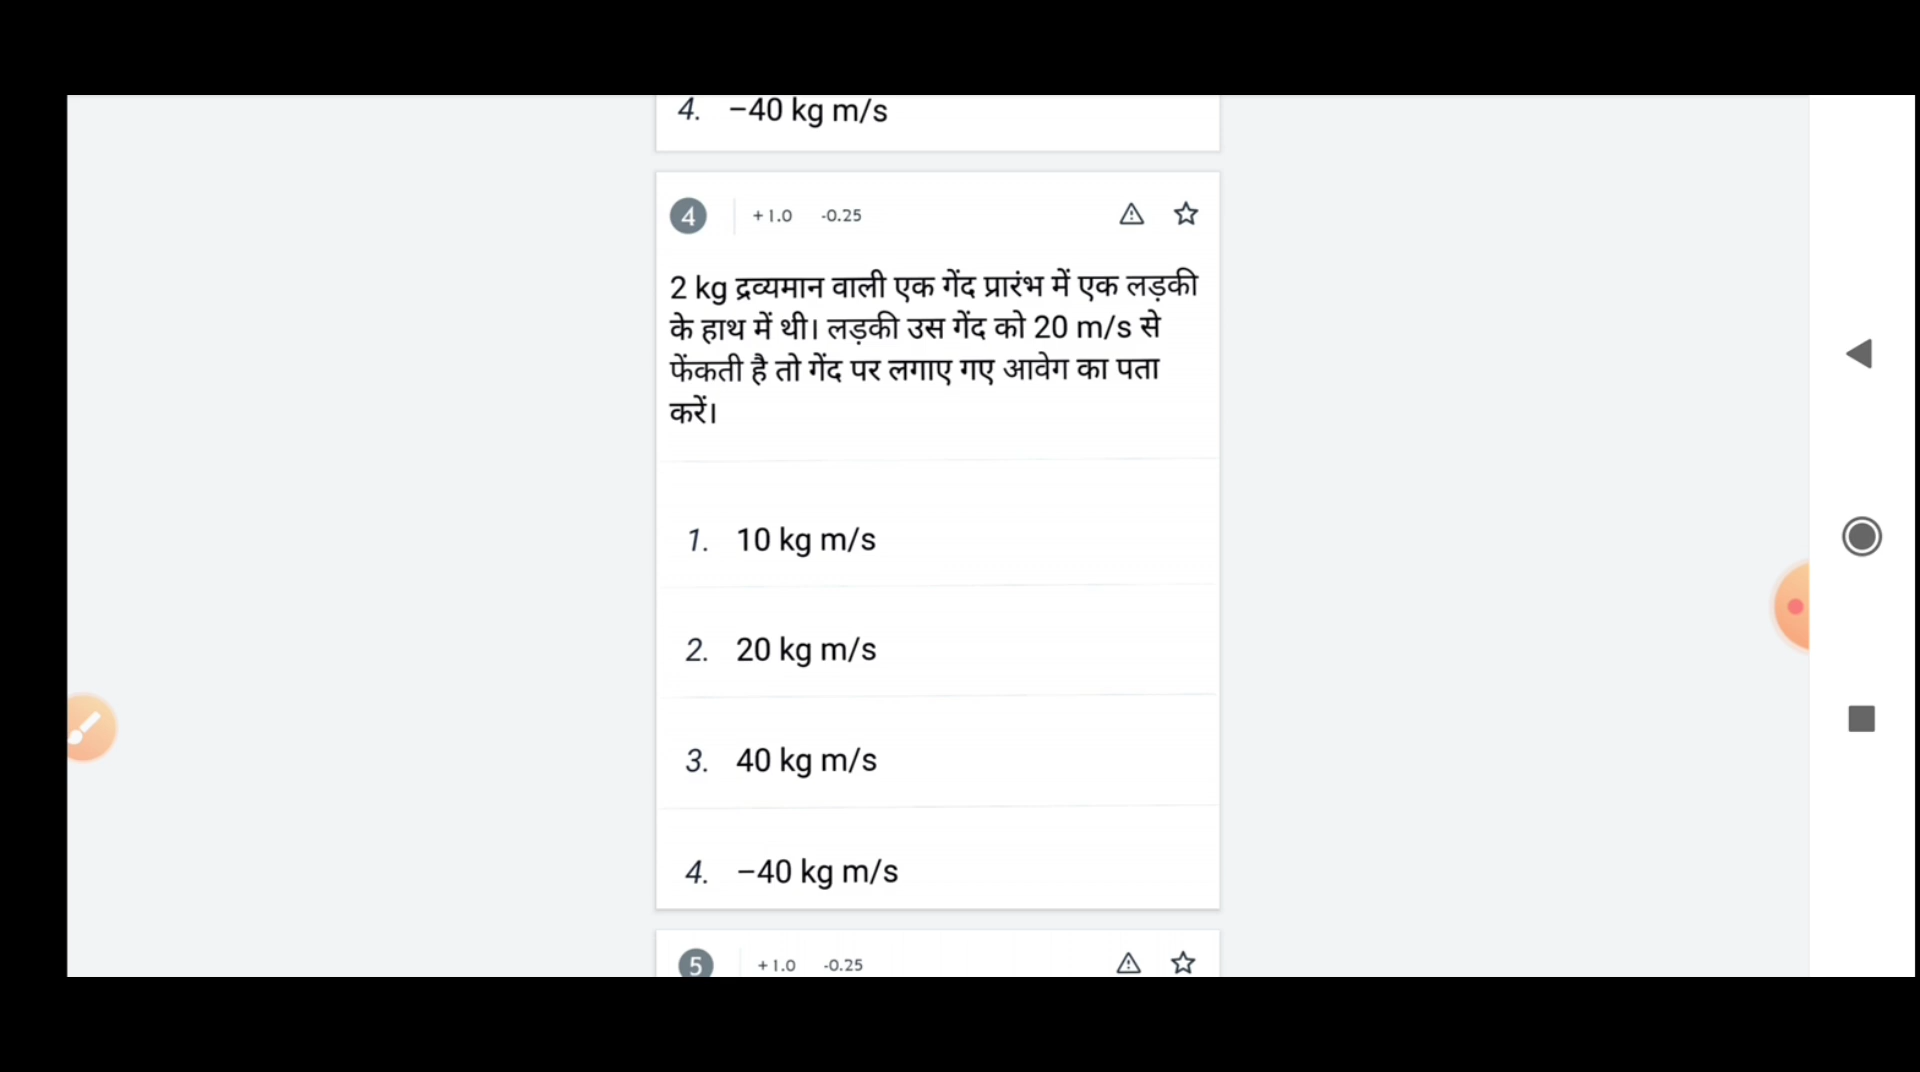 4. −40 kg m/s
4 +1.0 -0.25
2 kg द्रव्यमान वाली एक गेंद प्रारंभ में एक लड़की
के हाथ में थी। लड़की उस गेंद को 20 m/s से
फेंकती है तो गेंद पर लगाए गए आवेग का पता
करें।
1. 10 kg m/s
2. 20 kg m/s
3. 40 kg m/s
4. −40 kg m/s
5 +1.0 -0.25